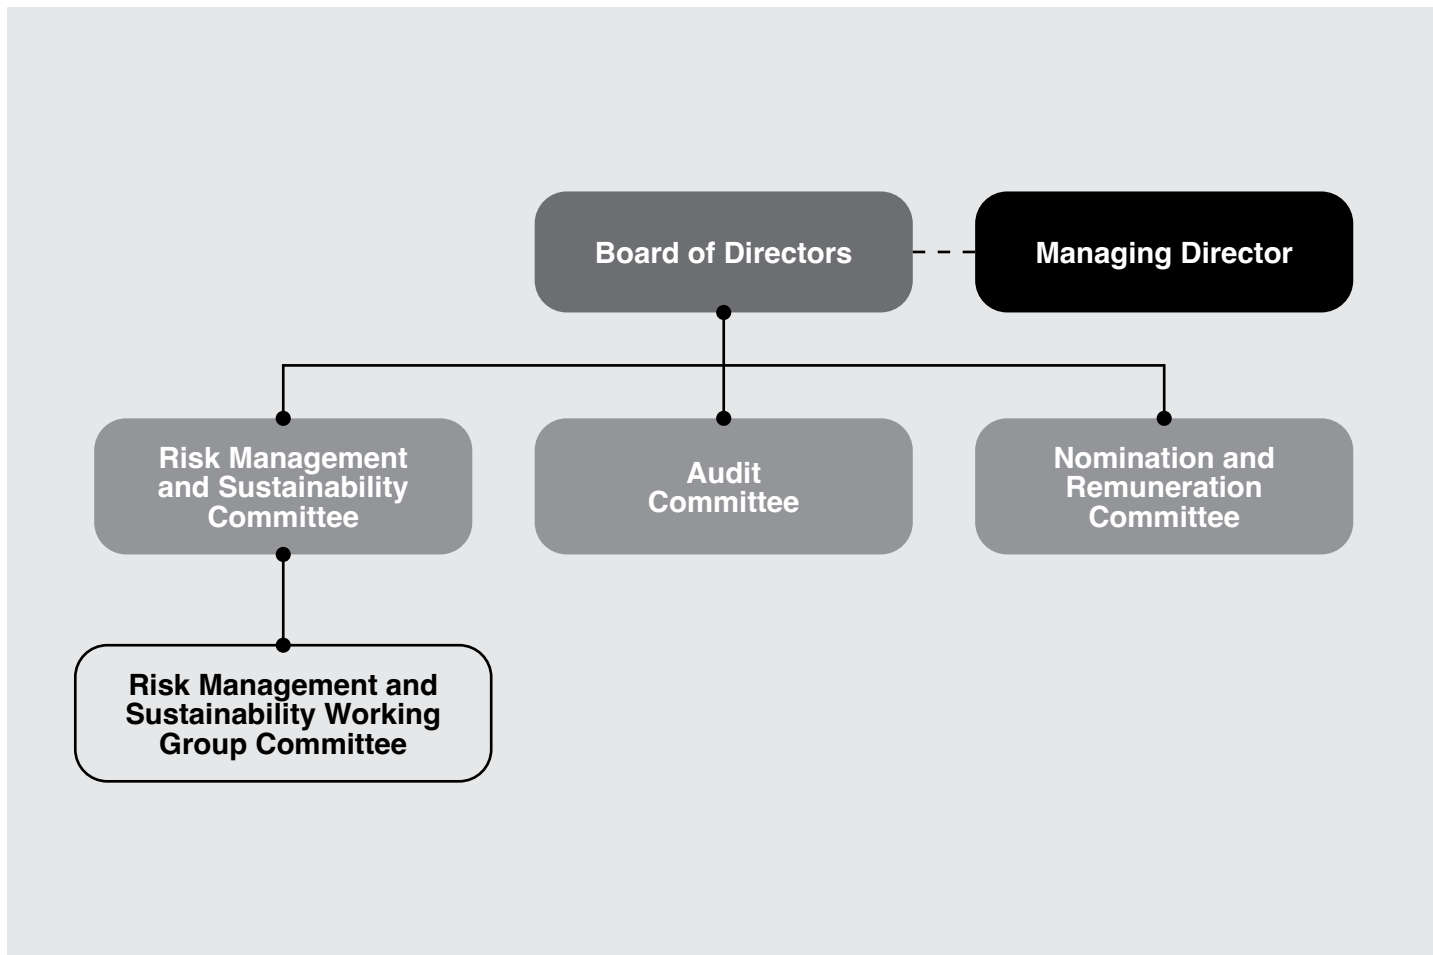 Board of Directors
Managing Director
Risk Management
and Sustainability
Committee
Audit
Committee
Nomination and
Remuneration
Committee
Risk Management and
Sustainability Working
Group Committee